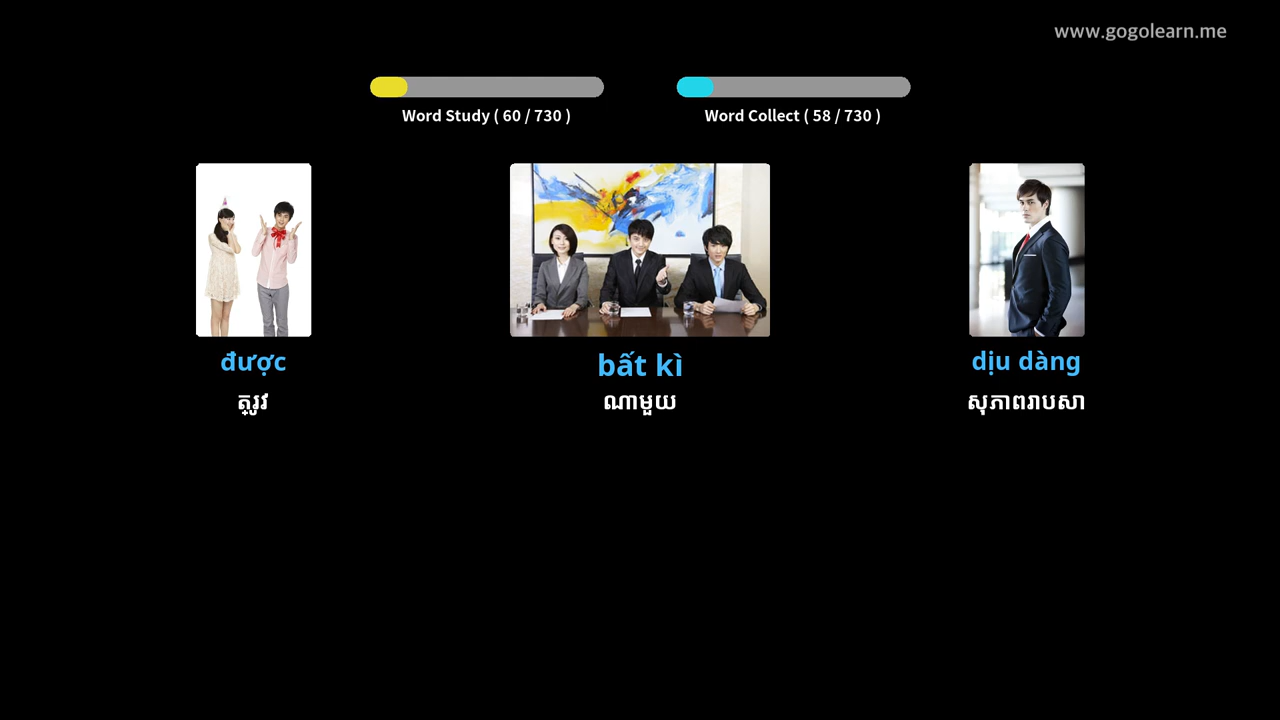 www.gogolearn.me
Word Study ( 60 / 730 )
Word Collect ( 58 / 730 )
được
ត្រូវ
bất kì
ណាមួយ
dịu dàng
សុភាពរាបសា